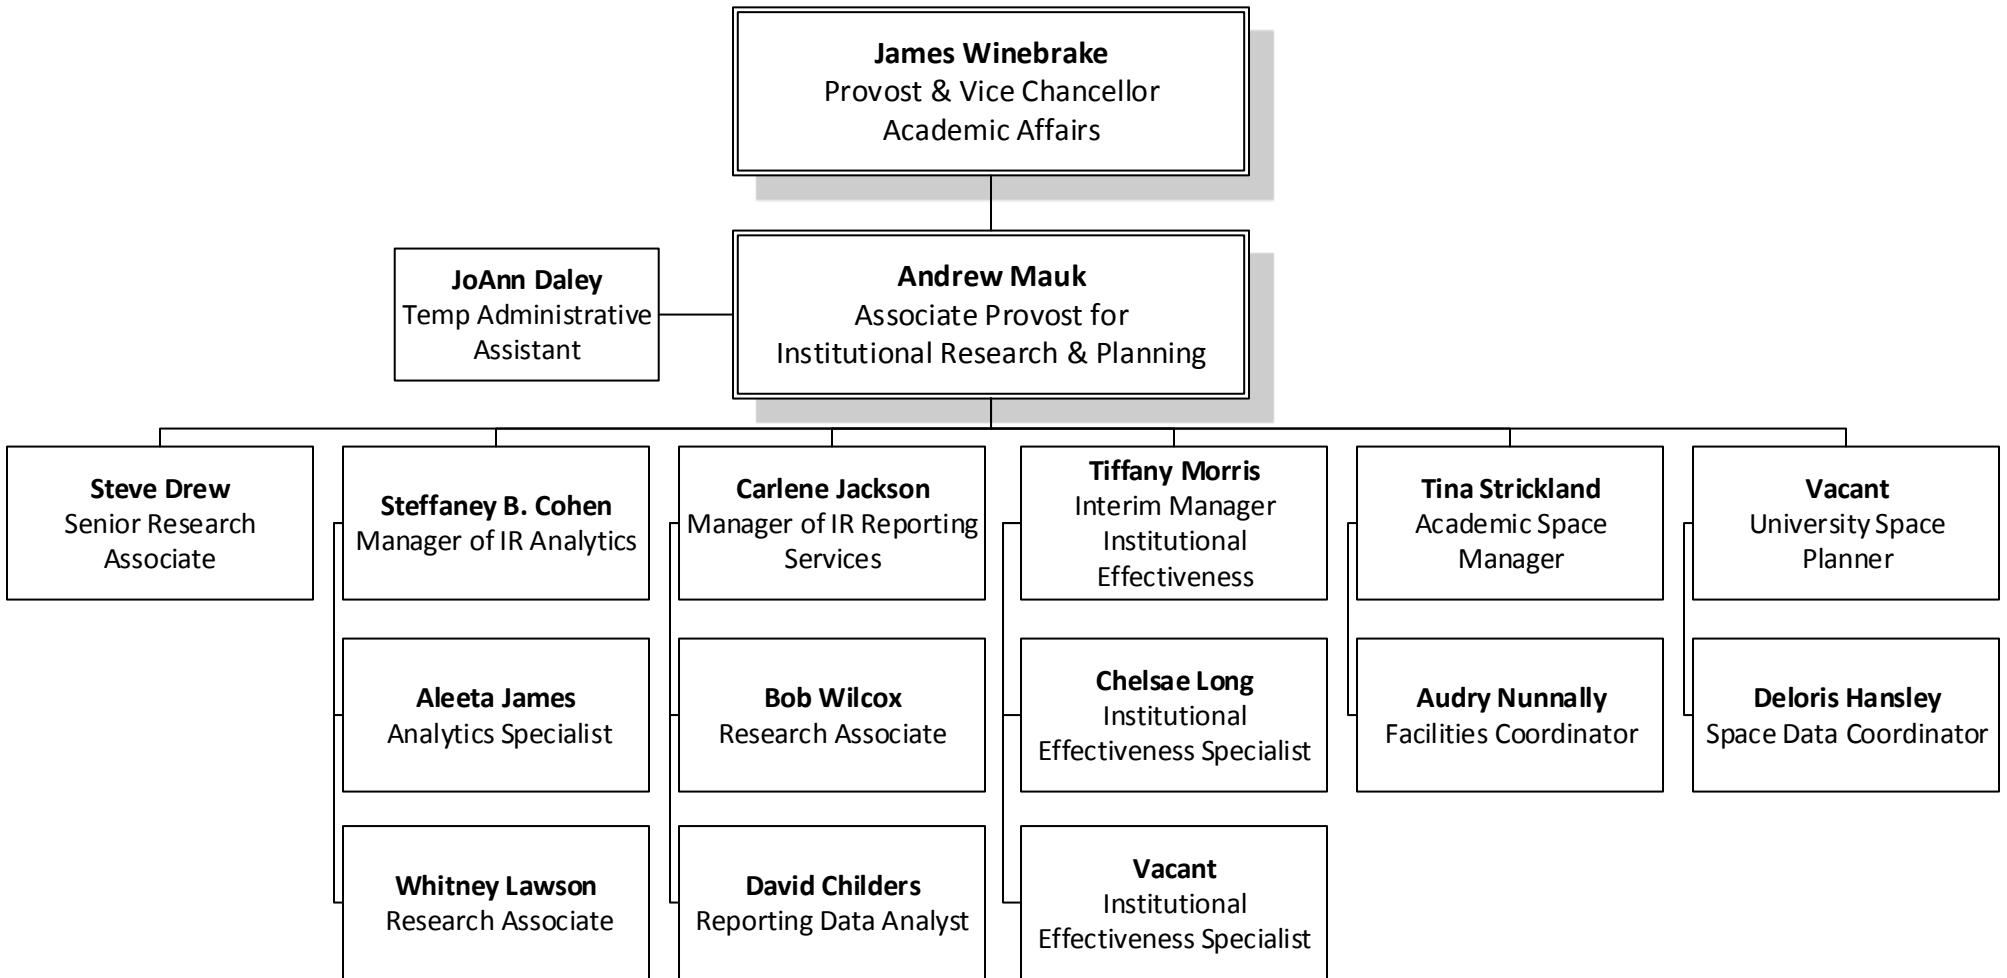 James Winebrake
Provost & Vice Chancellor
Academic Affairs
JoAnn Daley
Temp Administrative
Assistant
Andrew Mauk
Associate Provost for
Institutional Research & Planning
Steve Drew
Senior Research
Associate
Steffaney B. Cohen
Manager of IR Analytics
Carlene Jackson
Manager of IR Reporting
Services
Tiffany Morris
Interim Manager
Institutional
Effectiveness
Tina Strickland
Academic Space
Manager
Vacant
University Space
Planner
Aleeta James
Analytics Specialist
Bob Wilcox
Research Associate
Chelsae Long
Institutional
Effectiveness Specialist
Audry Nunnally
Facilities Coordinator
Deloris Hansley
Space Data Coordinator
Whitney Lawson
Research Associate
David Childers
Reporting Data Analyst
Vacant
Institutional
Effectiveness Specialist